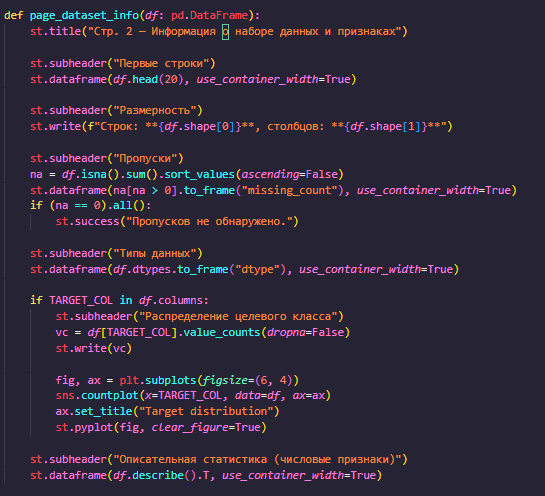 def page_dataset_info(df: pd.DataFrame):
    st.title("Стр. 2 — Информация о наборе данных и признаках")

    st.subheader("Первые строки")
    st.dataframe(df.head(20), use_container_width=True)

    st.subheader("Размерность")
    st.write(f"Строк: **{df.shape[0]}**, столбцов: **{df.shape[1]}**")

    st.subheader("Пропуски")
    na = df.isna().sum().sort_values(ascending=False)
    st.dataframe(na[na > 0].to_frame("missing_count"), use_container_width=True)
    if (na == 0).all():
        st.success("Пропусков не обнаружено.")

    st.subheader("Типы данных")
    st.dataframe(df.dtypes.to_frame("dtype"), use_container_width=True)

    if TARGET_COL in df.columns:
        st.subheader("Распределение целевого класса")
        vc = df[TARGET_COL].value_counts(dropna=False)
        st.write(vc)

        fig, ax = plt.subplots(figsize=(6, 4))
        sns.countplot(x=TARGET_COL, data=df, ax=ax)
        ax.set_title("Target distribution")
        st.pyplot(fig, clear_figure=True)

    st.subheader("Описательная статистика (числовые признаки)")
    st.dataframe(df.describe().T, use_container_width=True)